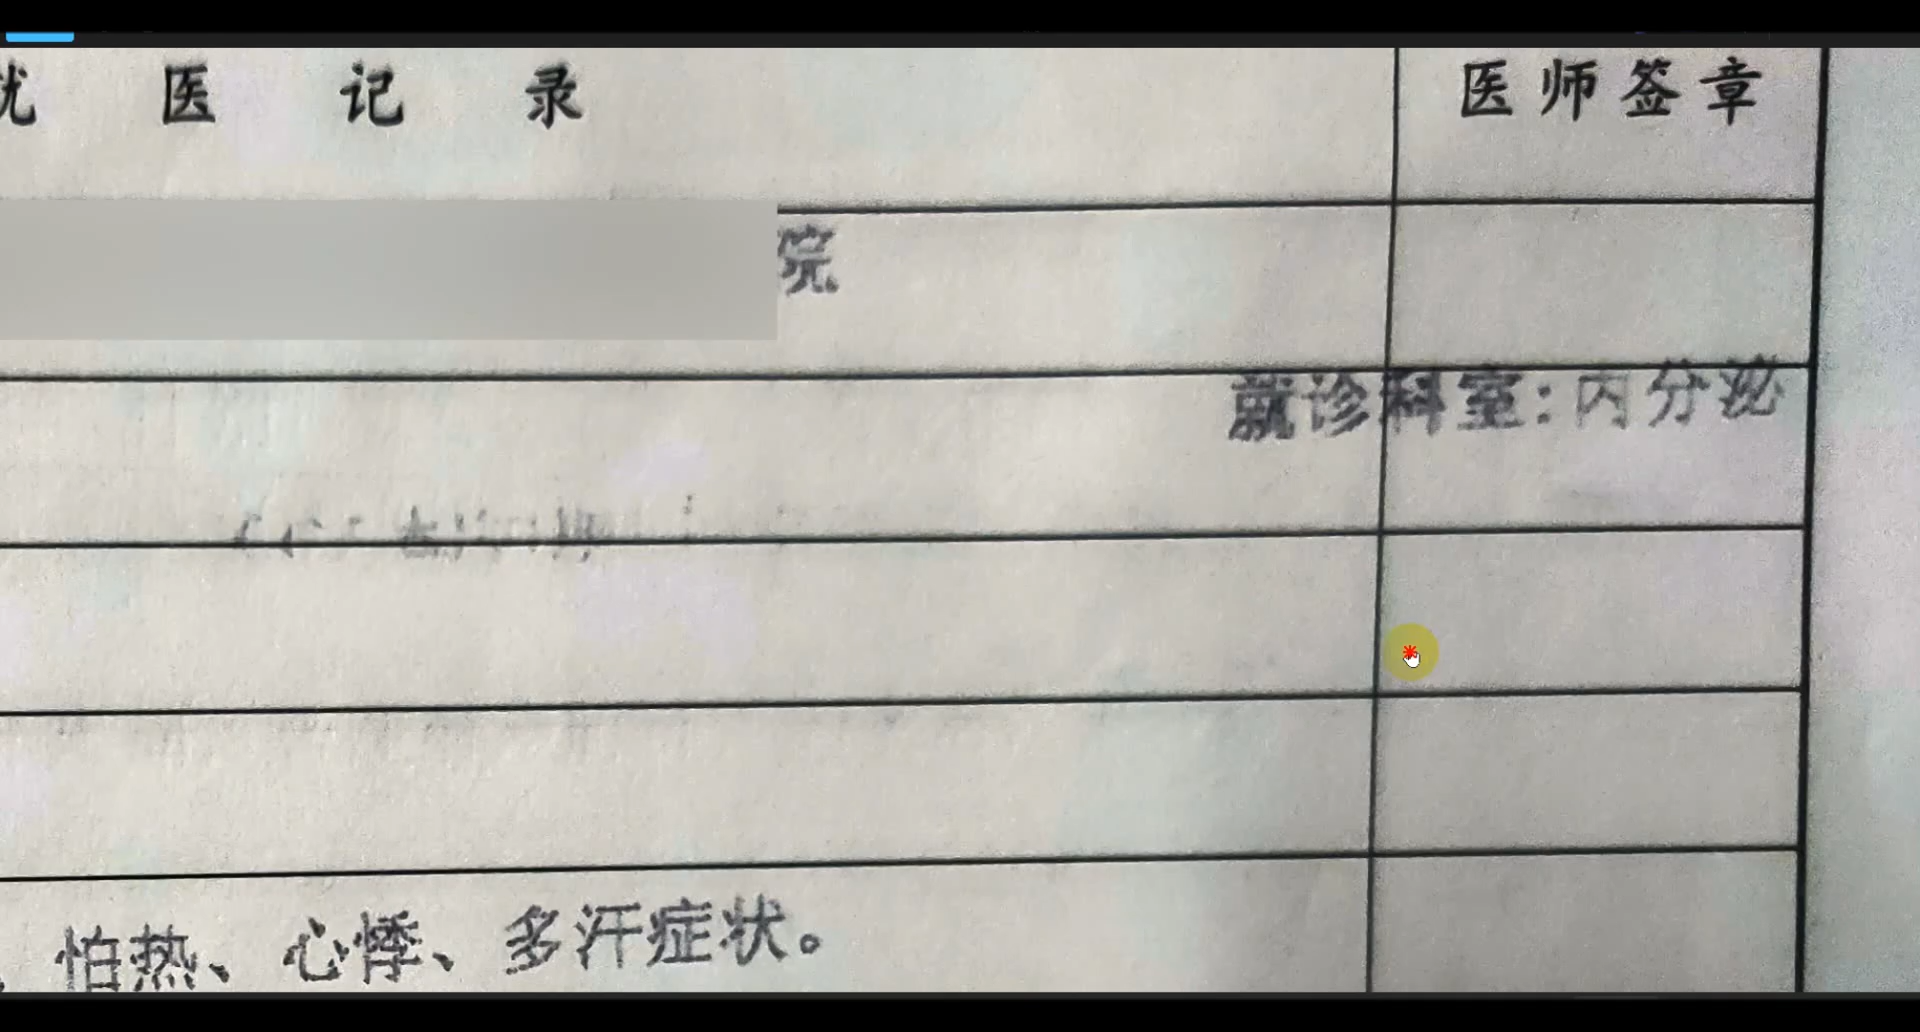 就 医 记 录 医师签章
院
就诊科室:内分泌
、怕热、心悸、多汗症状。